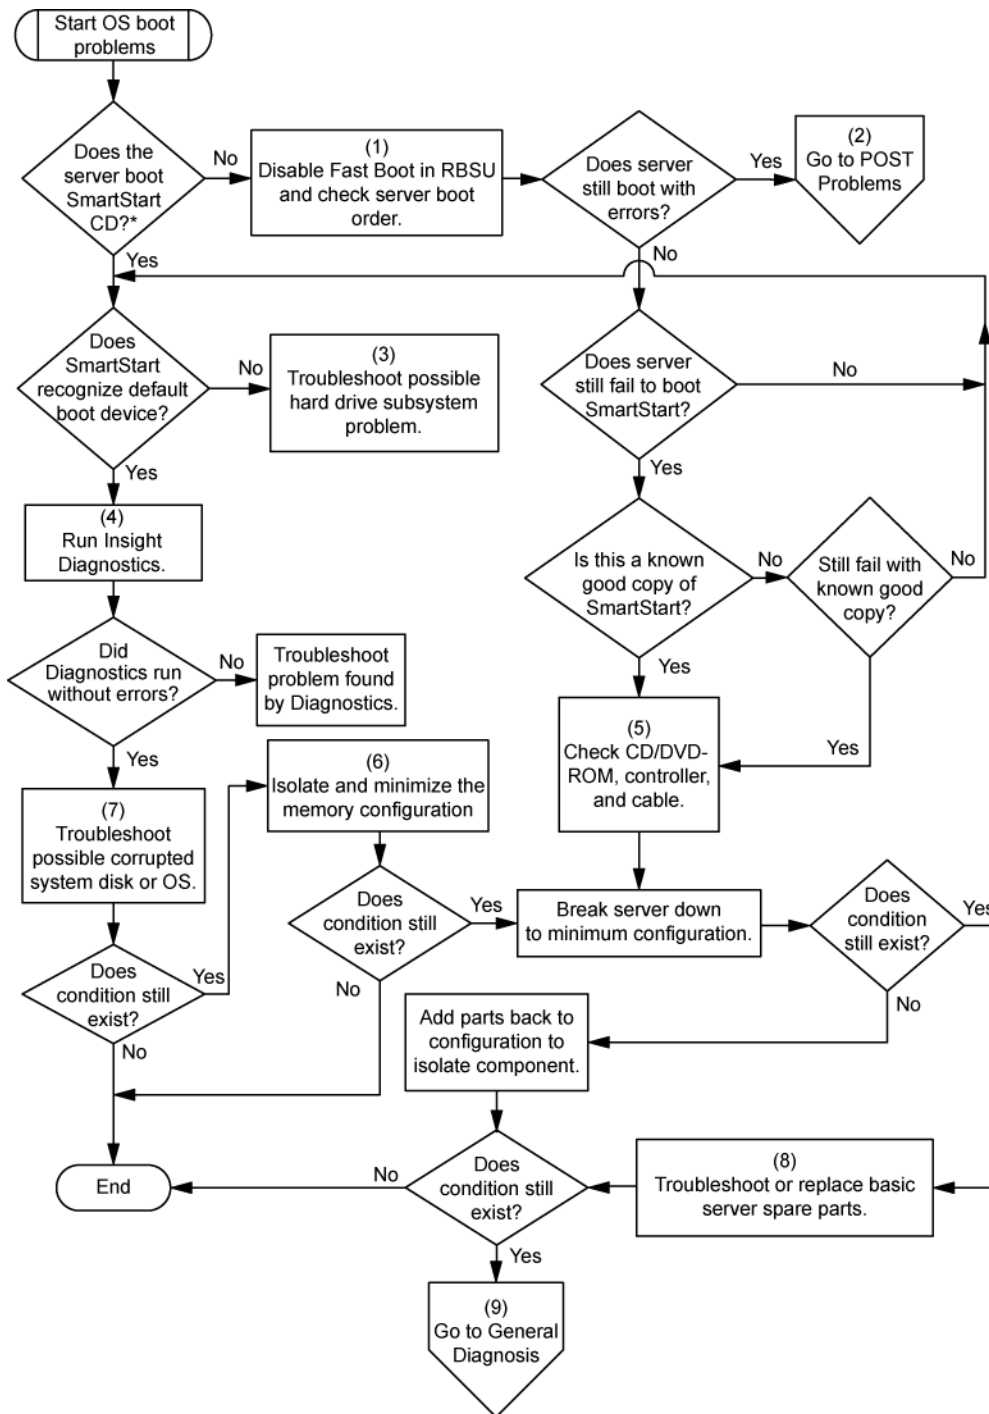 Start OS boot
problems
Does the
server boot
SmartStart
CD?*
No
(1)
Disable Fast Boot in RBSU
and check server boot
order.
Does server
still boot with
errors?
Yes
(2)
Go to POST
Problems
Yes
No
Does
SmartStart
recognize default
boot device?
No
(3)
Troubleshoot possible
hard drive subsystem
problem.
Does server
still fail to boot
SmartStart?
No
Yes
Yes
(4)
Run Insight
Diagnostics.
Is this a known
good copy of
SmartStart?
No
Still fail with
known good
copy?
No
Did
Diagnostics run
without errors?
No
Troubleshoot
problem found
by Diagnostics.
Yes
Yes
Yes
(5)
Check CD/DVD-
ROM, controller,
and cable.
(6)
Isolate and minimize the
memory configuration
(7)
Troubleshoot
possible corrupted
system disk or OS.
Does
condition still
exist?
Yes
Break server down
to minimum configuration.
Does
condition
still exist?
Yes
Does
condition still
exist?
Yes
No
No
No
Add parts back to
configuration to
isolate component.
End
No
Does
condition still
exist?
(8)
Troubleshoot or replace basic
server spare parts.
Yes
(9)
Go to General
Diagnosis